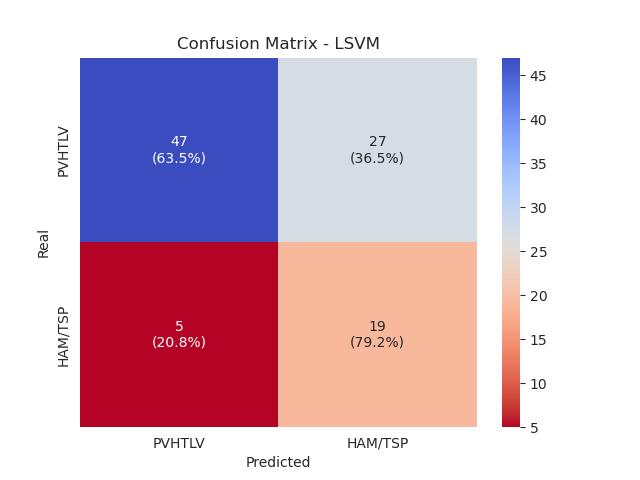 Confusion Matrix - LSVM
PVHTLV
HAM/TSP
Real
47
(63.5%)
27
(36.5%)
5
(20.8%)
19
(79.2%)
PVHTLV
HAM/TSP
Predicted
45
40
35
30
25
20
15
10
5